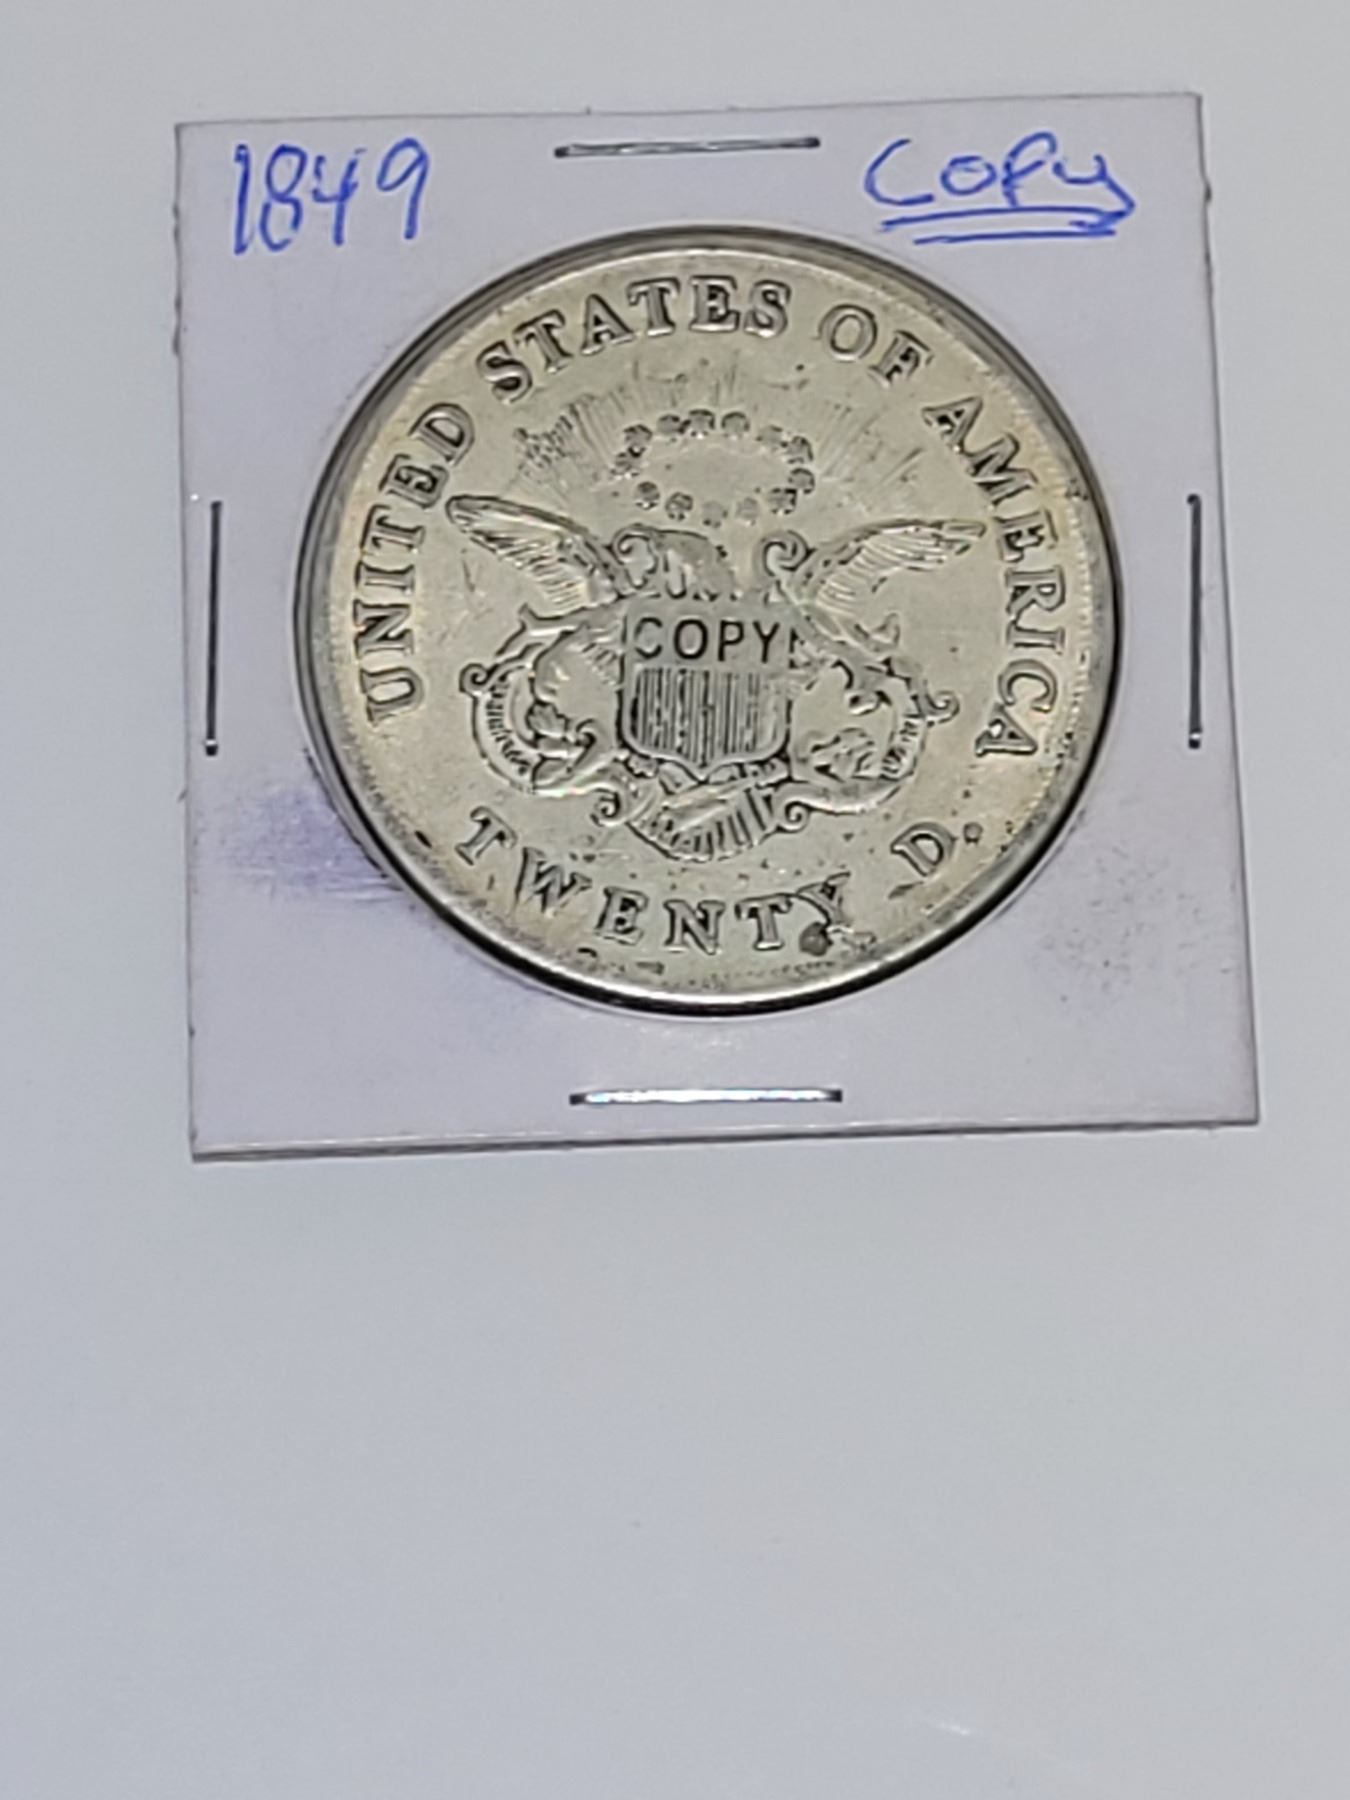 1849 Copy
UNITED STATES OF AMERICA
COPY
TWENTY D.